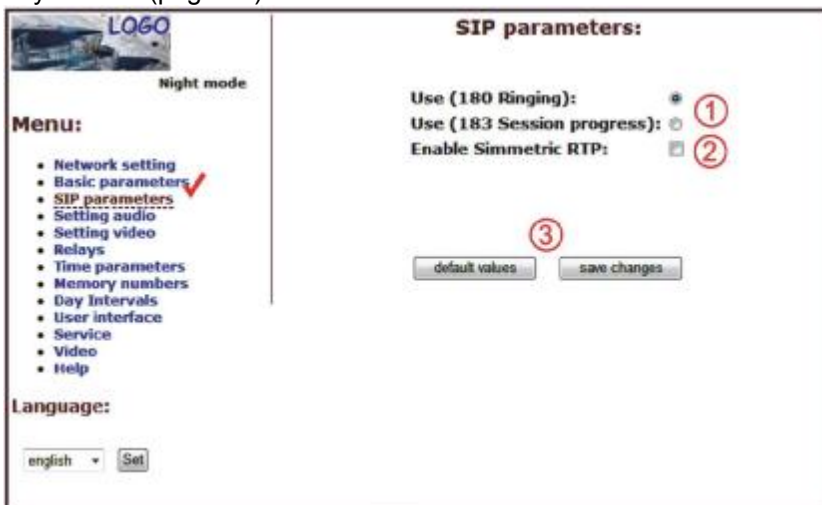 LOGO
Night mode
Menu:
Network setting
Basic parameters
SIP parameters
Setting audio
Setting video
Relays
Time parameters
Memory numbers
Day Intervals
User interface
Service
Video
Help
Language:
english
Set
SIP parameters:
Use (180 Ringing):
Use (183 Session progress):
1
Enable Simmetric RTP:
2
3
default values
save changes